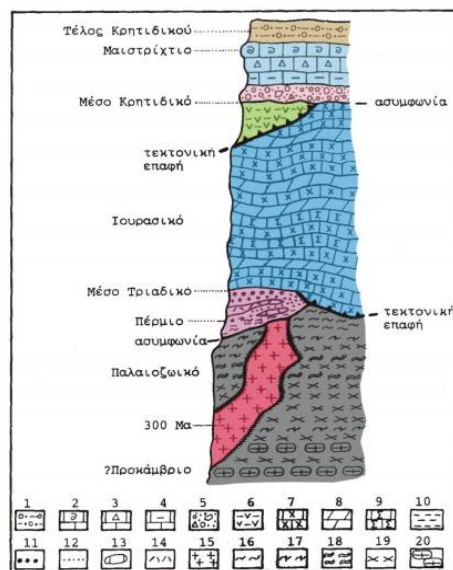 Τέλος Κρητιδικού
Μαιστρίχτιο
Μέσο Κρητιδικό
ασυμφωνία
τεκτονική
επαφή
Ιουρασικό
Μέσο Τριαδικό
Πέρμιο
τεκτονική
επαφή
ασυμφωνία
Παλαιοζωικό
300 Ma
?Προκάμβριο
1 2 3 4 5 6 7 8 9 10
11 12 13 14 15 16 17 18 19 20